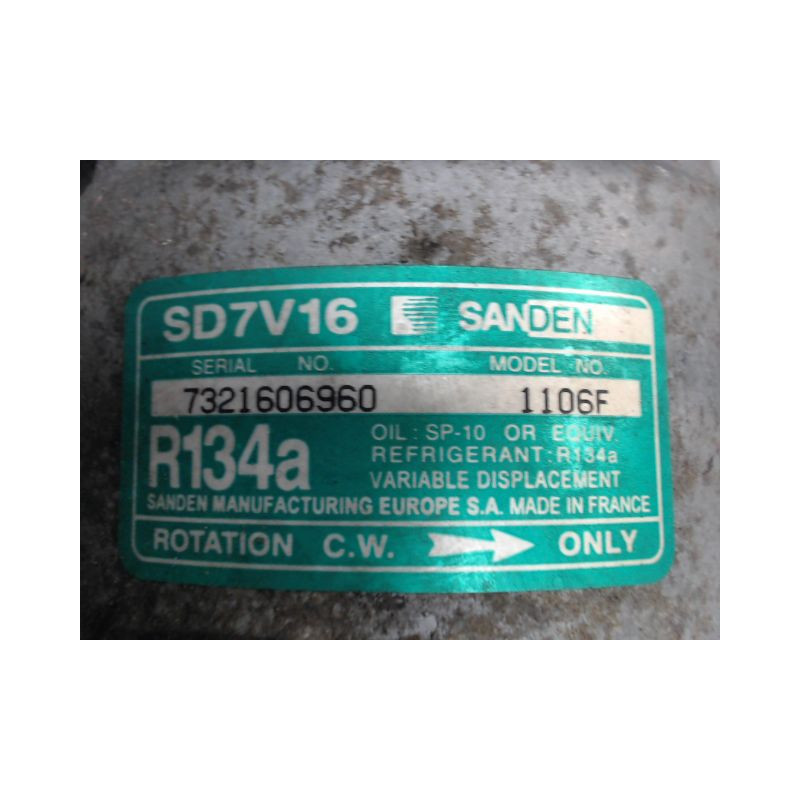 SD7V16 SANDEN
SERIAL NO. MODEL NO.
7321606960 1106F
R134a
OIL: SP-10 OR EQUIV.
REFRIGERANT: R134a
VARIABLE DISPLACEMENT
SANDEN MANUFACTURING EUROPE S.A. MADE IN FRANCE
ROTATION C.W. ONLY